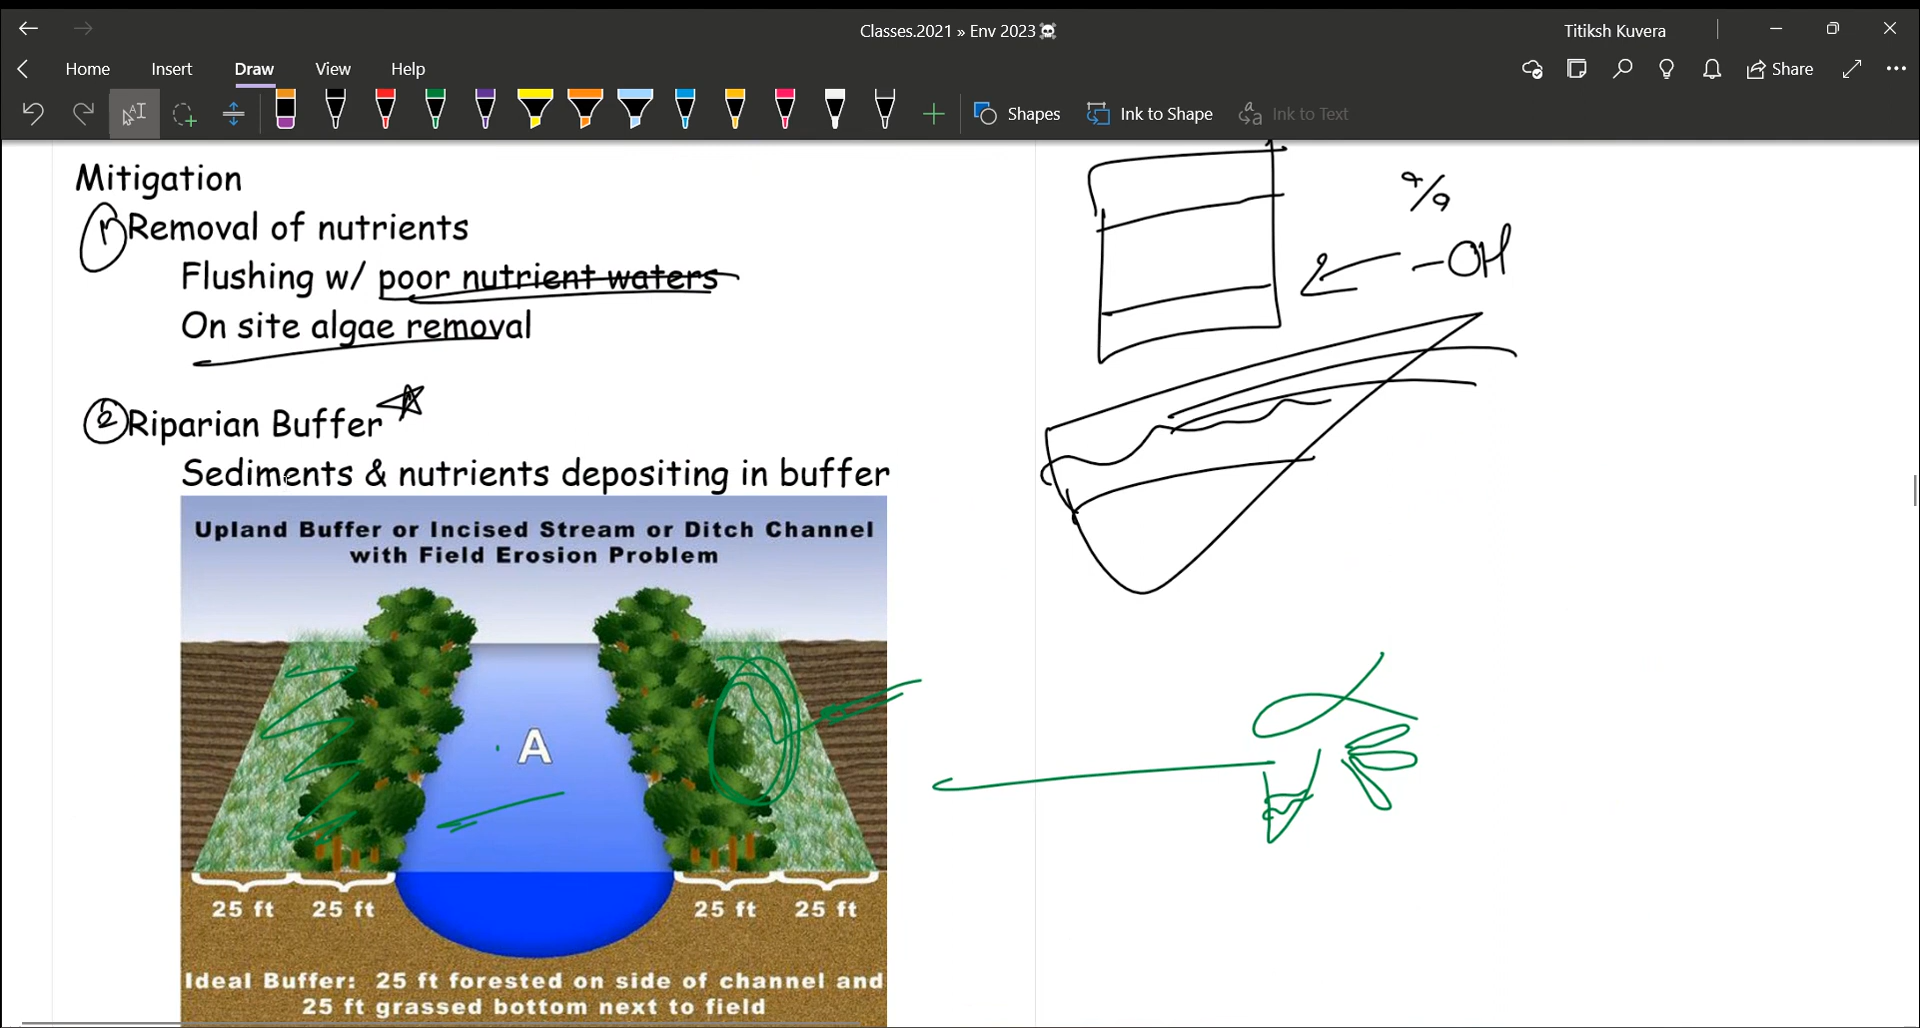 Classes.2021 » Env 2023☠
Titiksh Kuvera
Home Insert Draw View Help
Share
Shapes Ink to Shape Ink to Text
Mitigation
1 Removal of nutrients
Flushing w/ poor nutrient waters
On site algae removal
2 Riparian Buffer
Sediments & nutrients depositing in buffer
Upland Buffer or Incised Stream or Ditch Channel
with Field Erosion Problem
A
25 ft 25 ft 25 ft 25 ft
Ideal Buffer: 25 ft forested on side of channel and
25 ft grassed bottom next to field
-OH